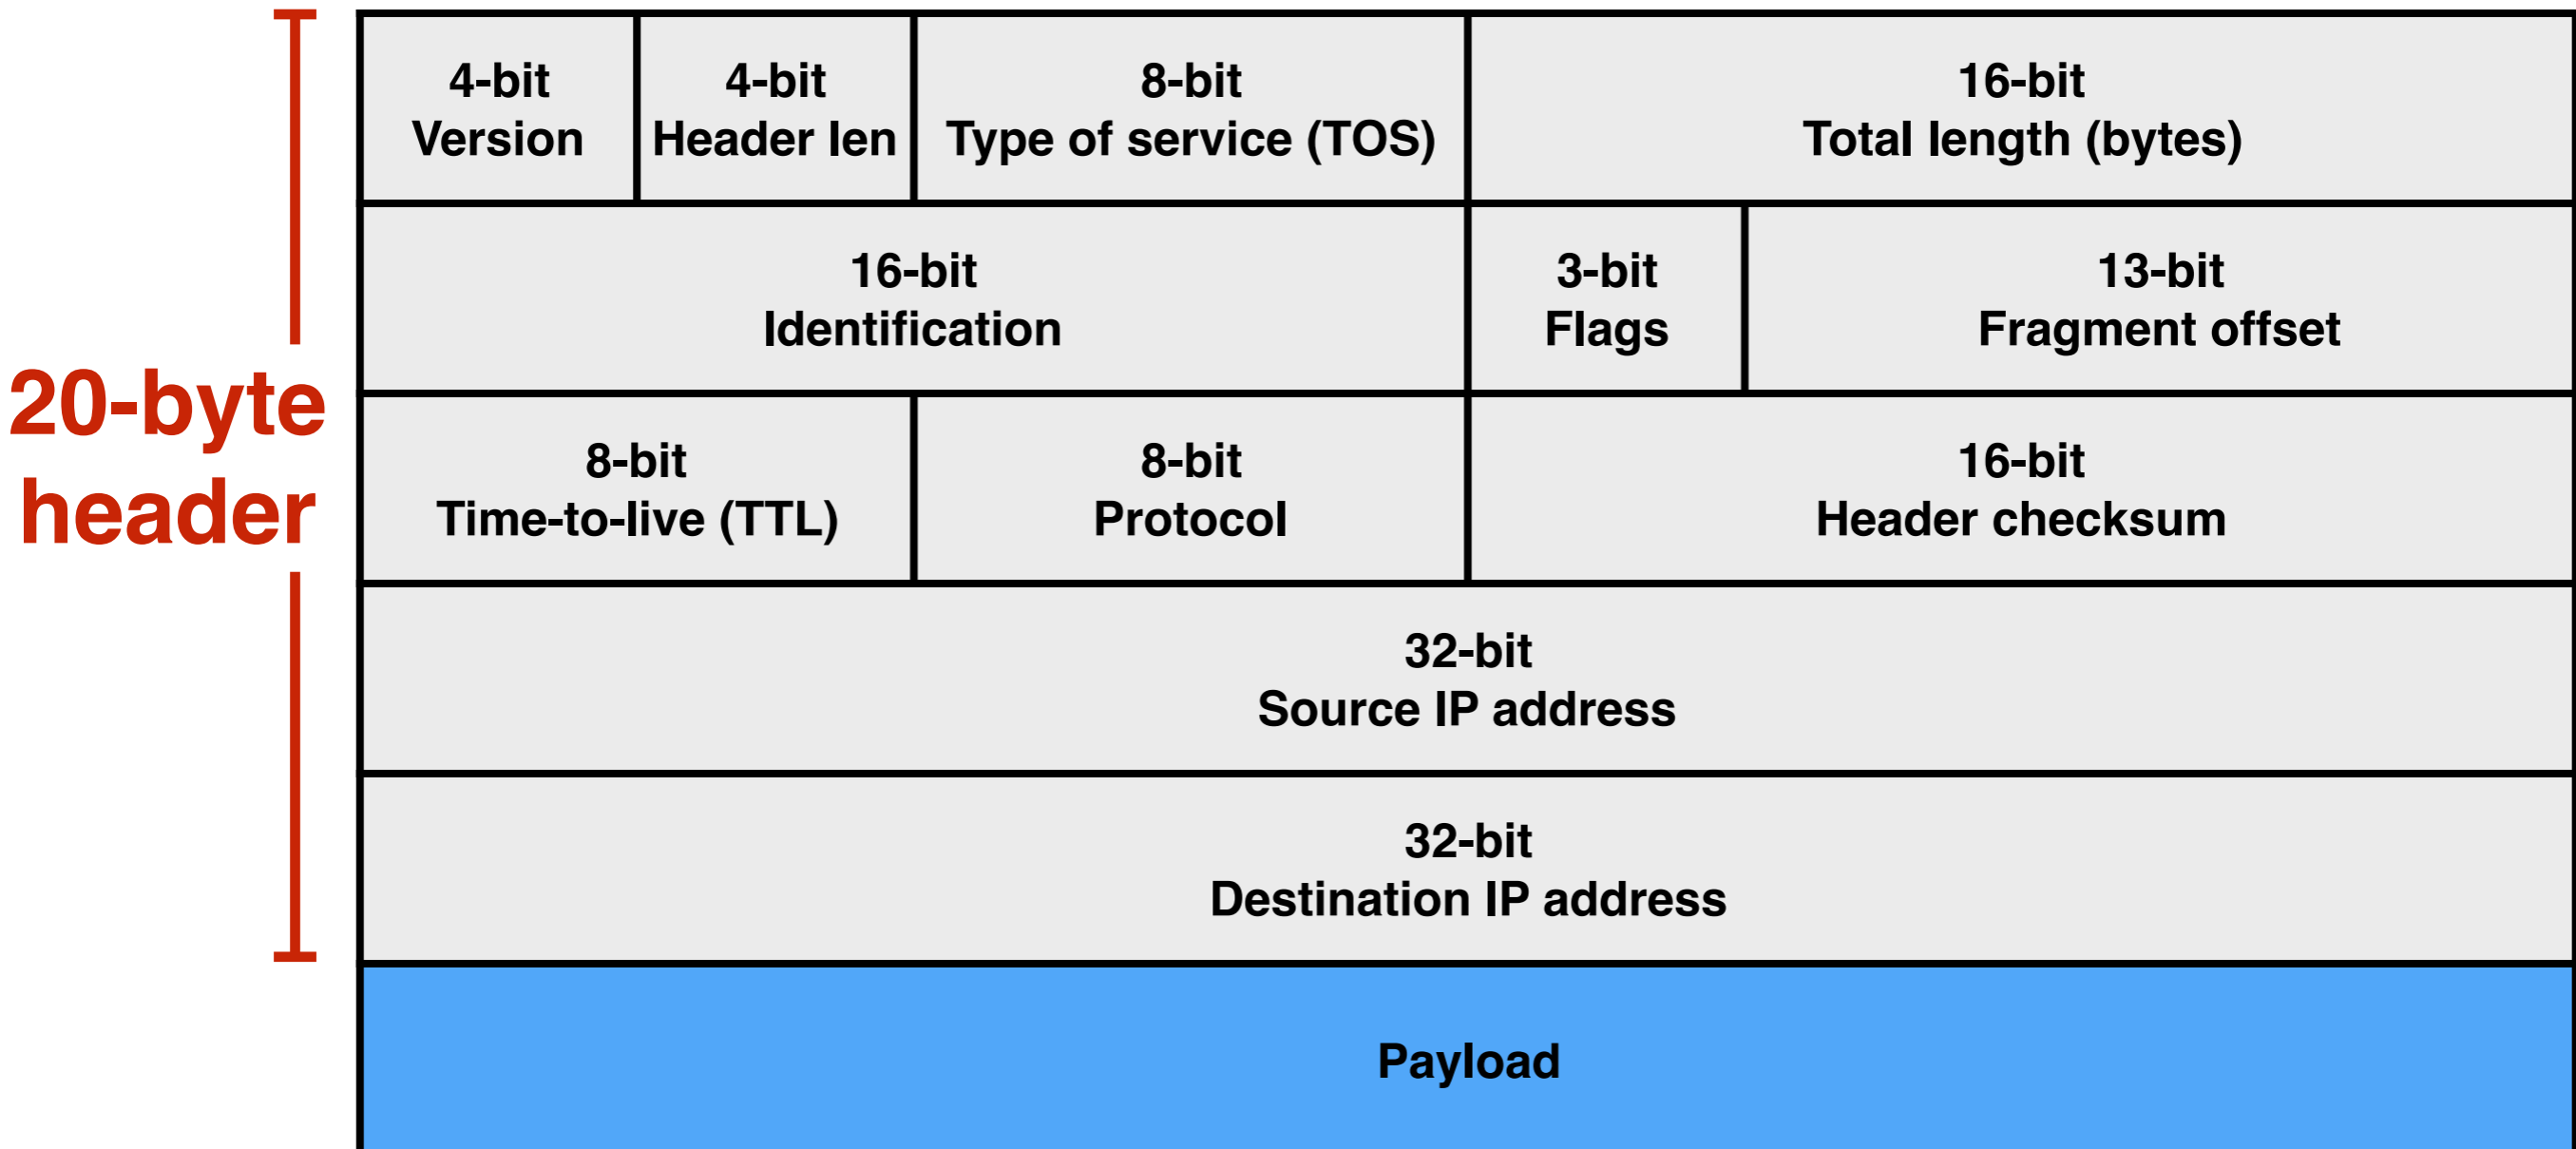 4-bit
Version
4-bit
Header len
8-bit
Type of service (TOS)
16-bit
Total length (bytes)
16-bit
Identification
3-bit
Flags
13-bit
Fragment offset
20-byte
header
8-bit
Time-to-live (TTL)
8-bit
Protocol
16-bit
Header checksum
32-bit
Source IP address
32-bit
Destination IP address
Payload